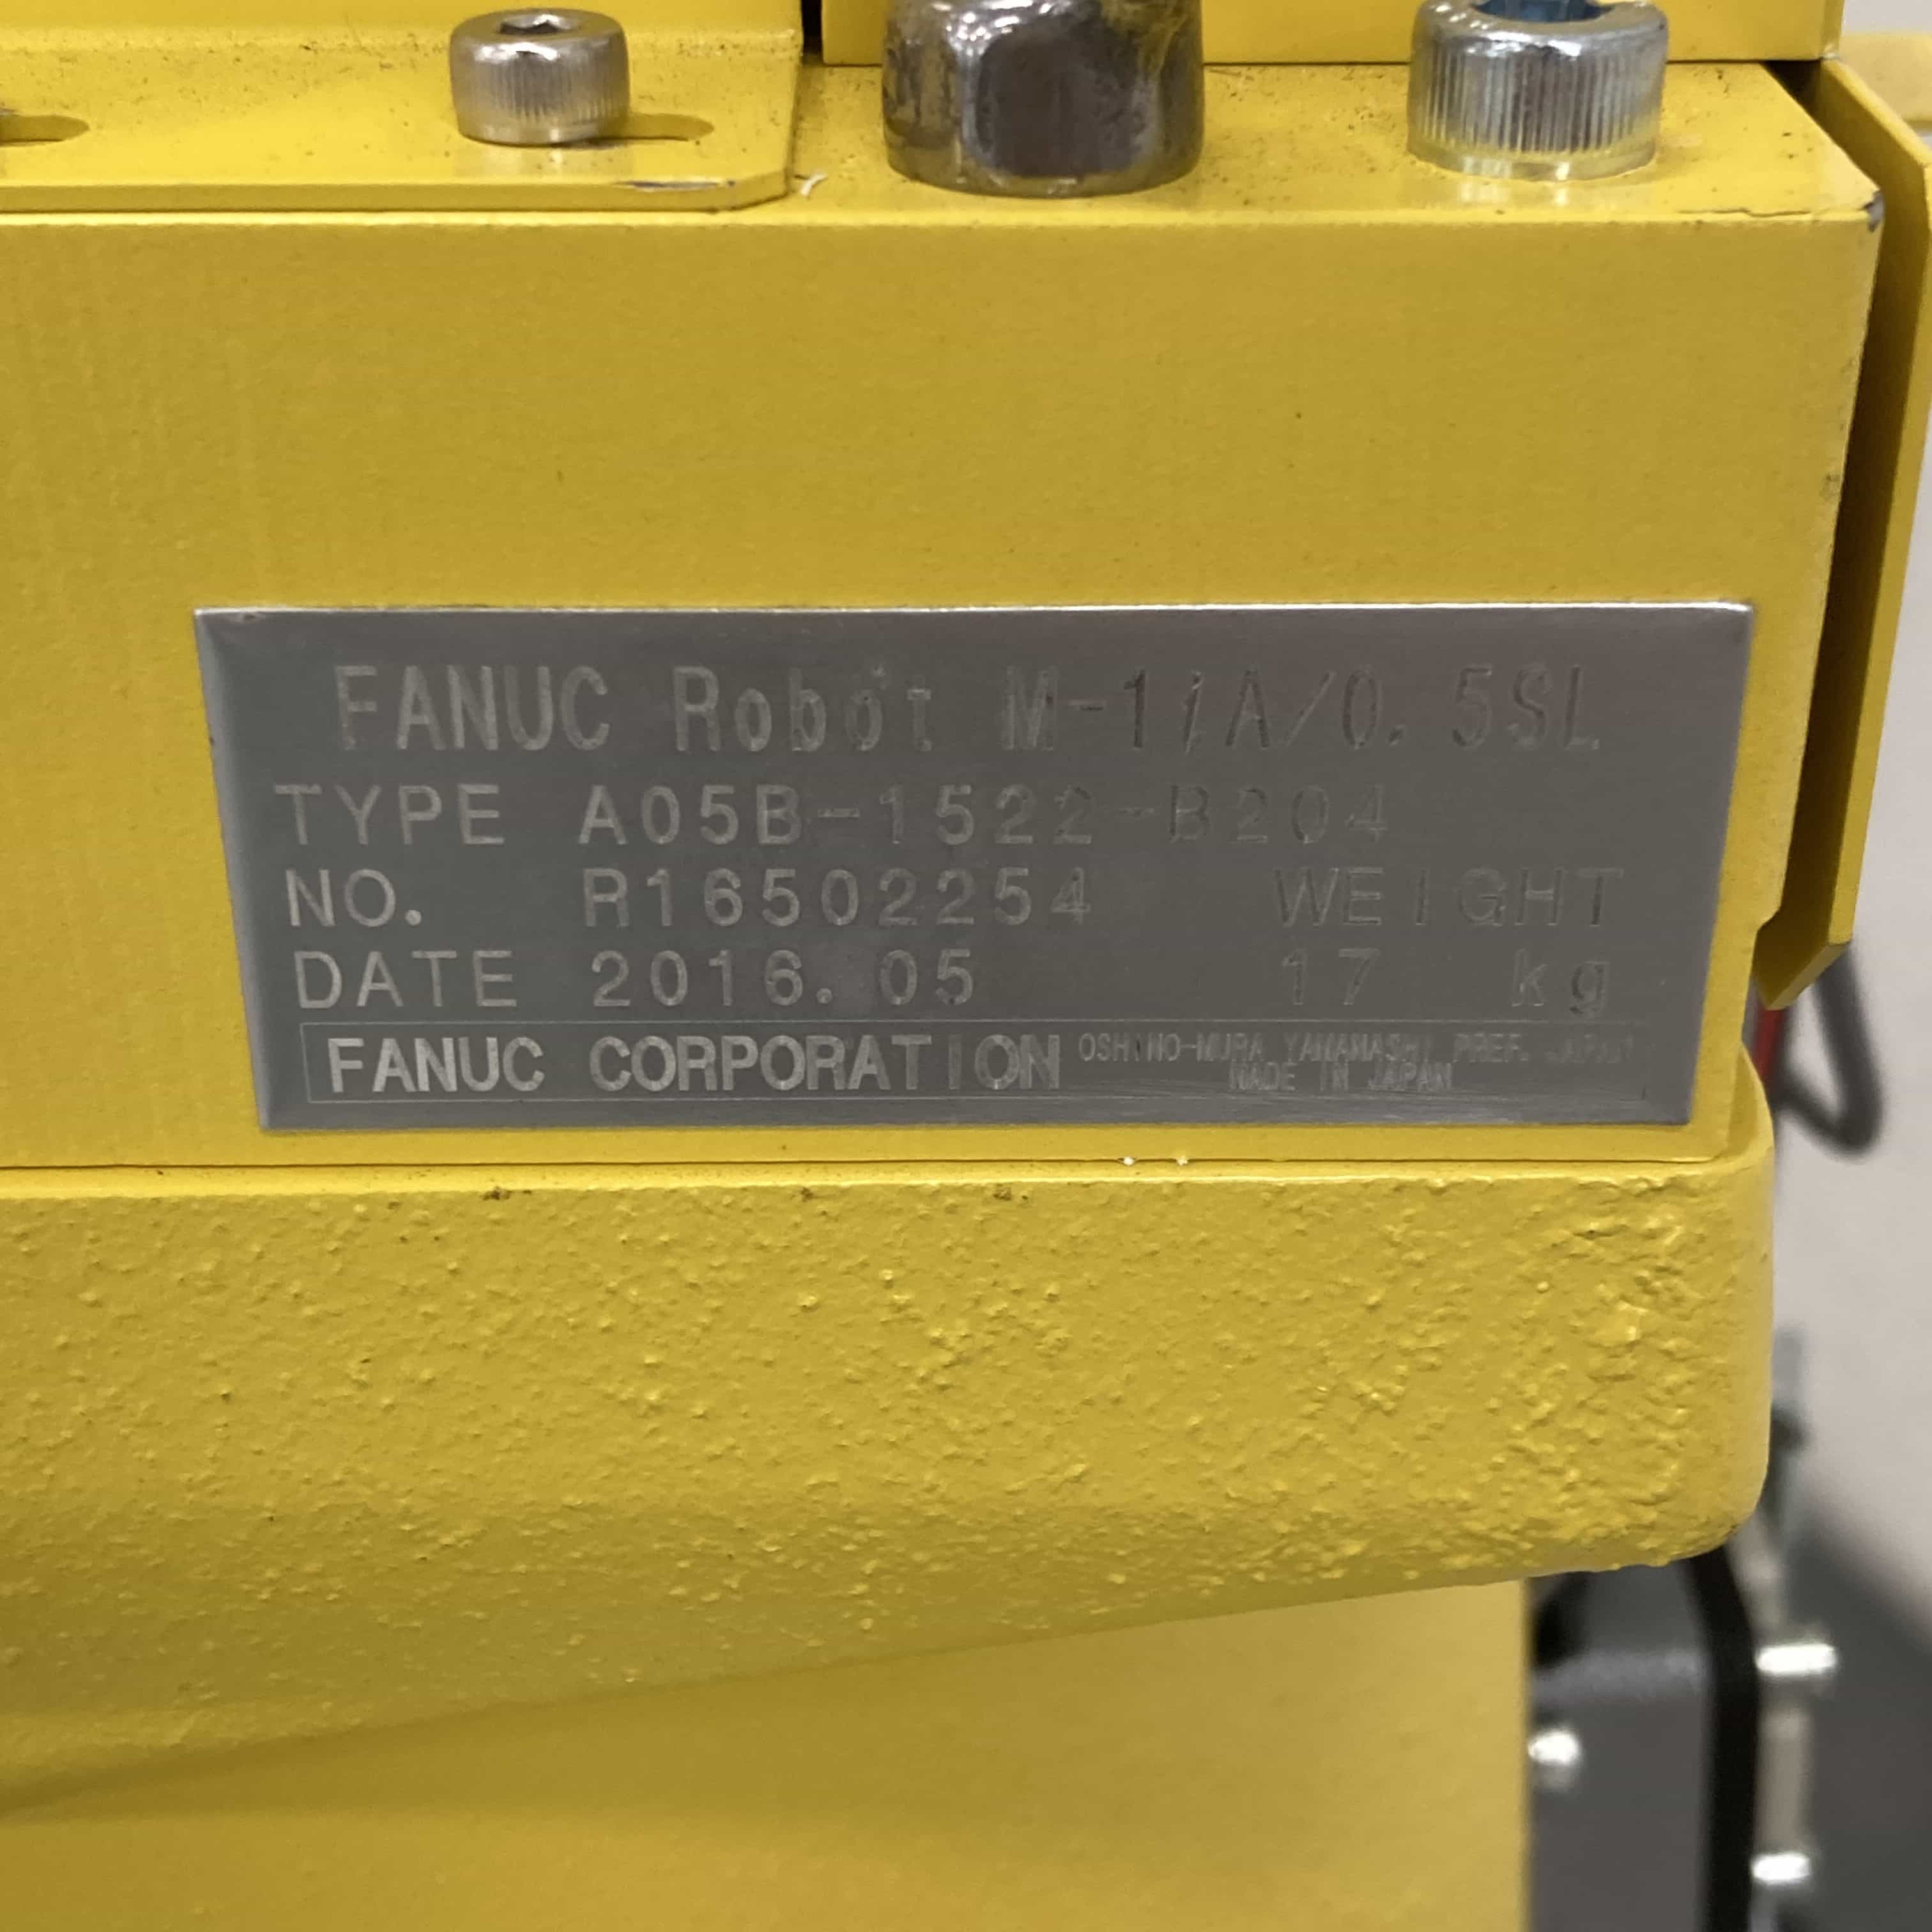 FANUC Robot M-1iA/0.5SL
TYPE A05B-1522-B204
NO. R16502254 WEIGHT
DATE 2016.05 17 kg
FANUC CORPORATION OSHINO-MURA YAMANASHI PREF. JAPAN
MADE IN JAPAN